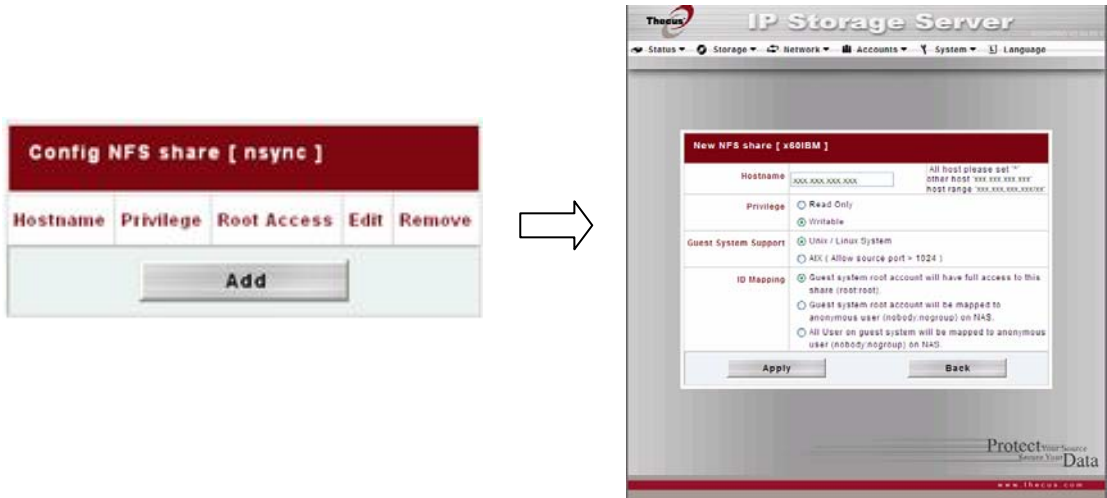 Config NFS share [ nsync ]
Hostname Privilege Root Access Edit Remove
Add
Thecus
IP Storage Server
Status Storage Network Accounts System Language
New NFS share [ x60IBM ]
Hostname
xxx.xxx.xxx.xxx
All host please set '*'
other host 'xxx.xxx.xxx.xxx'
host range 'xxx.xxx.xxx.xxx/xx'
Privilege
Read Only
Writable
Guest System Support
Unix / Linux System
AIX ( Allow source port > 1024 )
ID Mapping
Guest system root account will have full access to this
share (root:root).
Guest system root account will be mapped to
anonymous user (nobody:nogroup) on NAS.
All User on guest system will be mapped to anonymous
user (nobody:nogroup) on NAS.
Apply Back
Protect Your Source
Secure Your Data
www.thecus.com